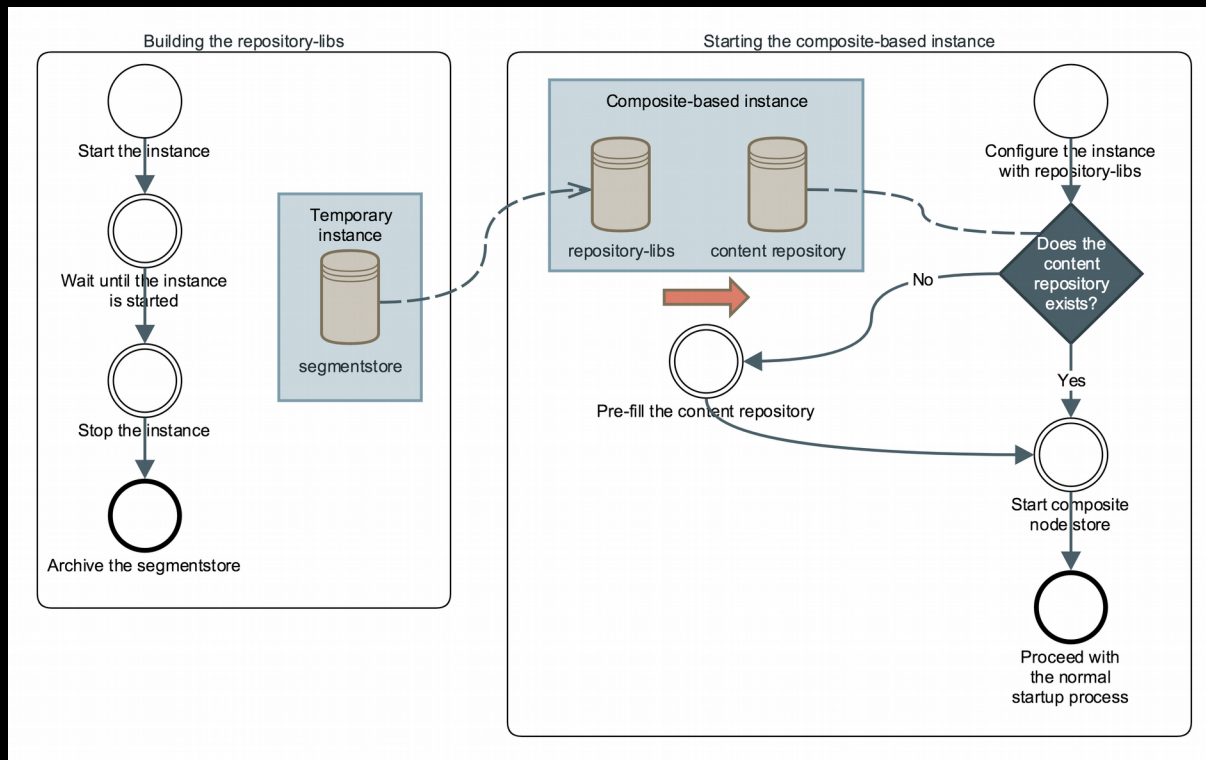 Building the repository-libs
Start the instance
Wait until the instance
is started
Stop the instance
Archive the segmentstore
Temporary
instance
segmentstore
Starting the composite-based instance
Composite-based instance
repository-libs
content repository
Configure the instance
with repository-libs
Does the
content
repository
exists?
No
Pre-fill the content repository
Yes
Start composite
node store
Proceed with
the normal
startup process